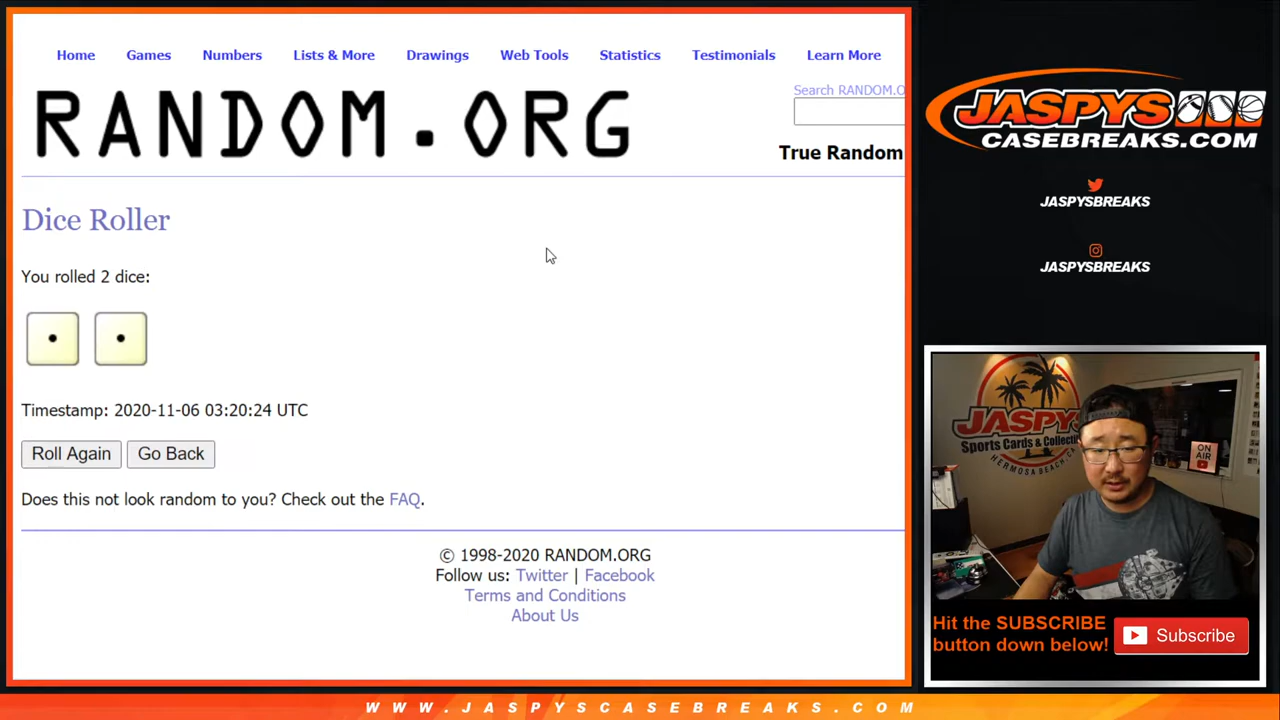 Home Games Numbers Lists & More Drawings Web Tools Statistics Testimonials Learn More
RANDOM.ORG
Search RANDOM.O
True Random
Dice Roller
You rolled 2 dice:
Timestamp: 2020-11-06 03:20:24 UTC
Roll Again Go Back
Does this not look random to you? Check out the FAQ.
© 1998-2020 RANDOM.ORG
Follow us: Twitter | Facebook
Terms and Conditions
About Us
JASPYS
CASEBREAKS.COM
JASPYSBREAKS
JASPYSBREAKS
JASPYS
Sports Cards & Collectib
HERMOSA BEACH, CA
ON
AIR
Hit the SUBSCRIBE
button down below!
Subscribe
WWW.JASPYSCASEBREAKS.COM